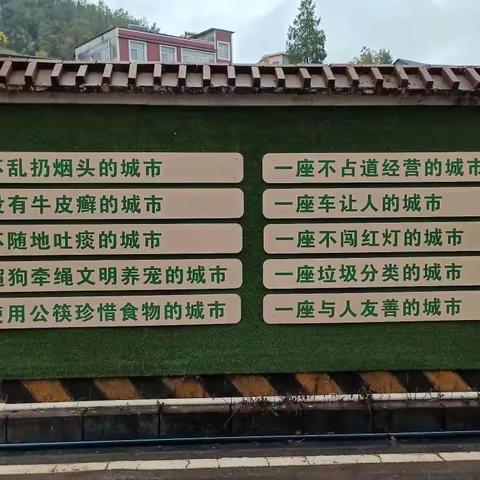 不乱扔烟头的城市
没有牛皮癣的城市
不随地吐痰的城市
遛狗牵绳文明养宠的城市
使用公筷珍惜食物的城市
一座不占道经营的城市
一座车让人的城市
一座不闯红灯的城市
一座垃圾分类的城市
一座与人友善的城市